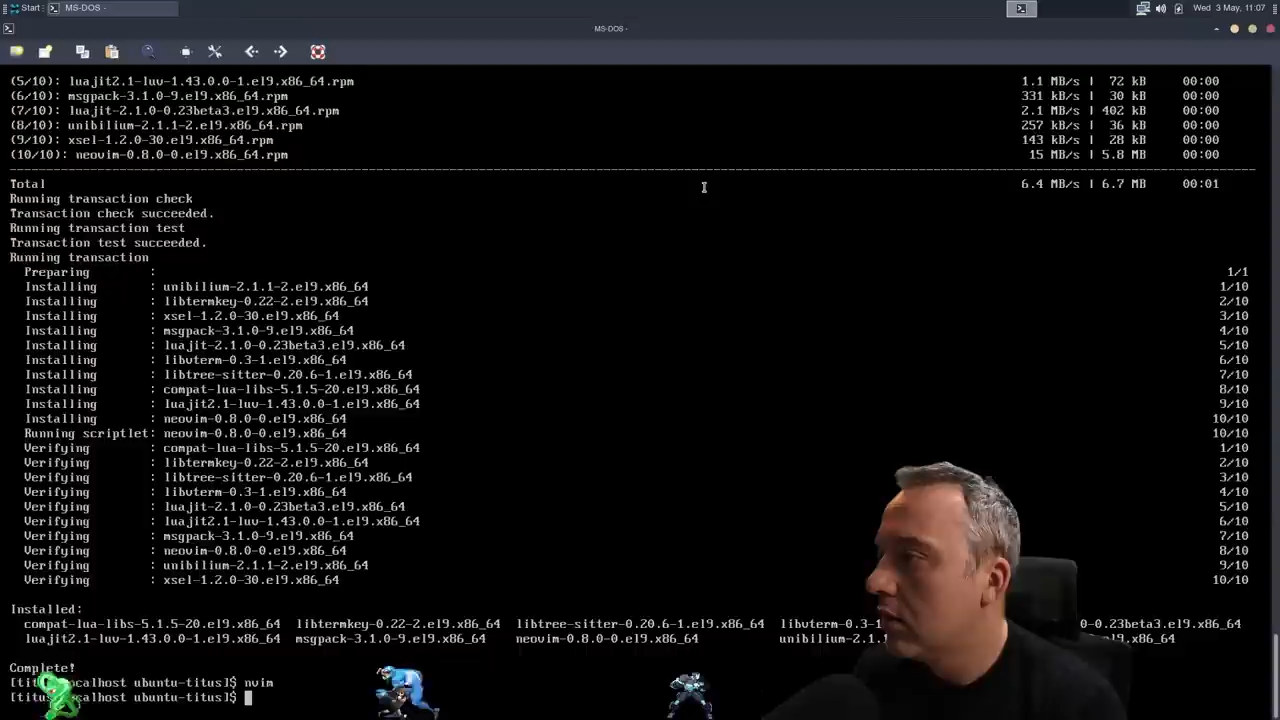 Start MS-DOS - Wed 3 May, 11:07
MS-DOS -
(5/10): luajit2.1-luv-1.43.0.0-1.el9.x86_64.rpm 1.1 MB/s | 72 kB 00:00
(6/10): msgpack-3.1.0-9.el9.x86_64.rpm 331 kB/s | 30 kB 00:00
(7/10): luajit-2.1.0-0.23beta3.el9.x86_64.rpm 2.1 MB/s | 402 kB 00:00
(8/10): unibilium-2.1.1-2.el9.x86_64.rpm 257 kB/s | 36 kB 00:00
(9/10): xsel-1.2.0-30.el9.x86_64.rpm 143 kB/s | 28 kB 00:00
(10/10): neovim-0.8.0-0.el9.x86_64.rpm 15 MB/s | 5.8 MB 00:00
Total 6.4 MB/s | 6.7 MB 00:01
Running transaction check
Transaction check succeeded.
Running transaction test
Transaction test succeeded.
Running transaction
Preparing : 1/1
Installing : unibilium-2.1.1-2.el9.x86_64 1/10
Installing : libtermkey-0.22-2.el9.x86_64 2/10
Installing : xsel-1.2.0-30.el9.x86_64 3/10
Installing : msgpack-3.1.0-9.el9.x86_64 4/10
Installing : luajit-2.1.0-0.23beta3.el9.x86_64 5/10
Installing : libvterm-0.3-1.el9.x86_64 6/10
Installing : libtree-sitter-0.20.6-1.el9.x86_64 7/10
Installing : compat-lua-libs-5.1.5-20.el9.x86_64 8/10
Installing : luajit2.1-luv-1.43.0.0-1.el9.x86_64 9/10
Installing : neovim-0.8.0-0.el9.x86_64 10/10
Running scriptlet: neovim-0.8.0-0.el9.x86_64 10/10
Verifying : compat-lua-libs-5.1.5-20.el9.x86_64 1/10
Verifying : libtermkey-0.22-2.el9.x86_64 2/10
Verifying : libtree-sitter-0.20.6-1.el9.x86_64 3/10
Verifying : libvterm-0.3-1.el9.x86_64 4/10
Verifying : luajit-2.1.0-0.23beta3.el9.x86_64 5/10
Verifying : luajit2.1-luv-1.43.0.0-1.el9.x86_64 6/10
Verifying : msgpack-3.1.0-9.el9.x86_64 7/10
Verifying : neovim-0.8.0-0.el9.x86_64 8/10
Verifying : unibilium-2.1.1-2.el9.x86_64 9/10
Verifying : xsel-1.2.0-30.el9.x86_64 10/10
Installed:
compat-lua-libs-5.1.5-20.el9.x86_64 libtermkey-0.22-2.el9.x86_64 libtree-sitter-0.20.6-1.el9.x86_64 libvterm-0.3-1 0-0.23beta3.el9.x86_64
luajit2.1-luv-1.43.0.0-1.el9.x86_64 msgpack-3.1.0-9.el9.x86_64 neovim-0.8.0-0.el9.x86_64 unibilium-2.1.1 el9.x86_64
Complete!
ocalhost ubuntu-titus]$ nvim
ocalhost ubuntu-titus]$